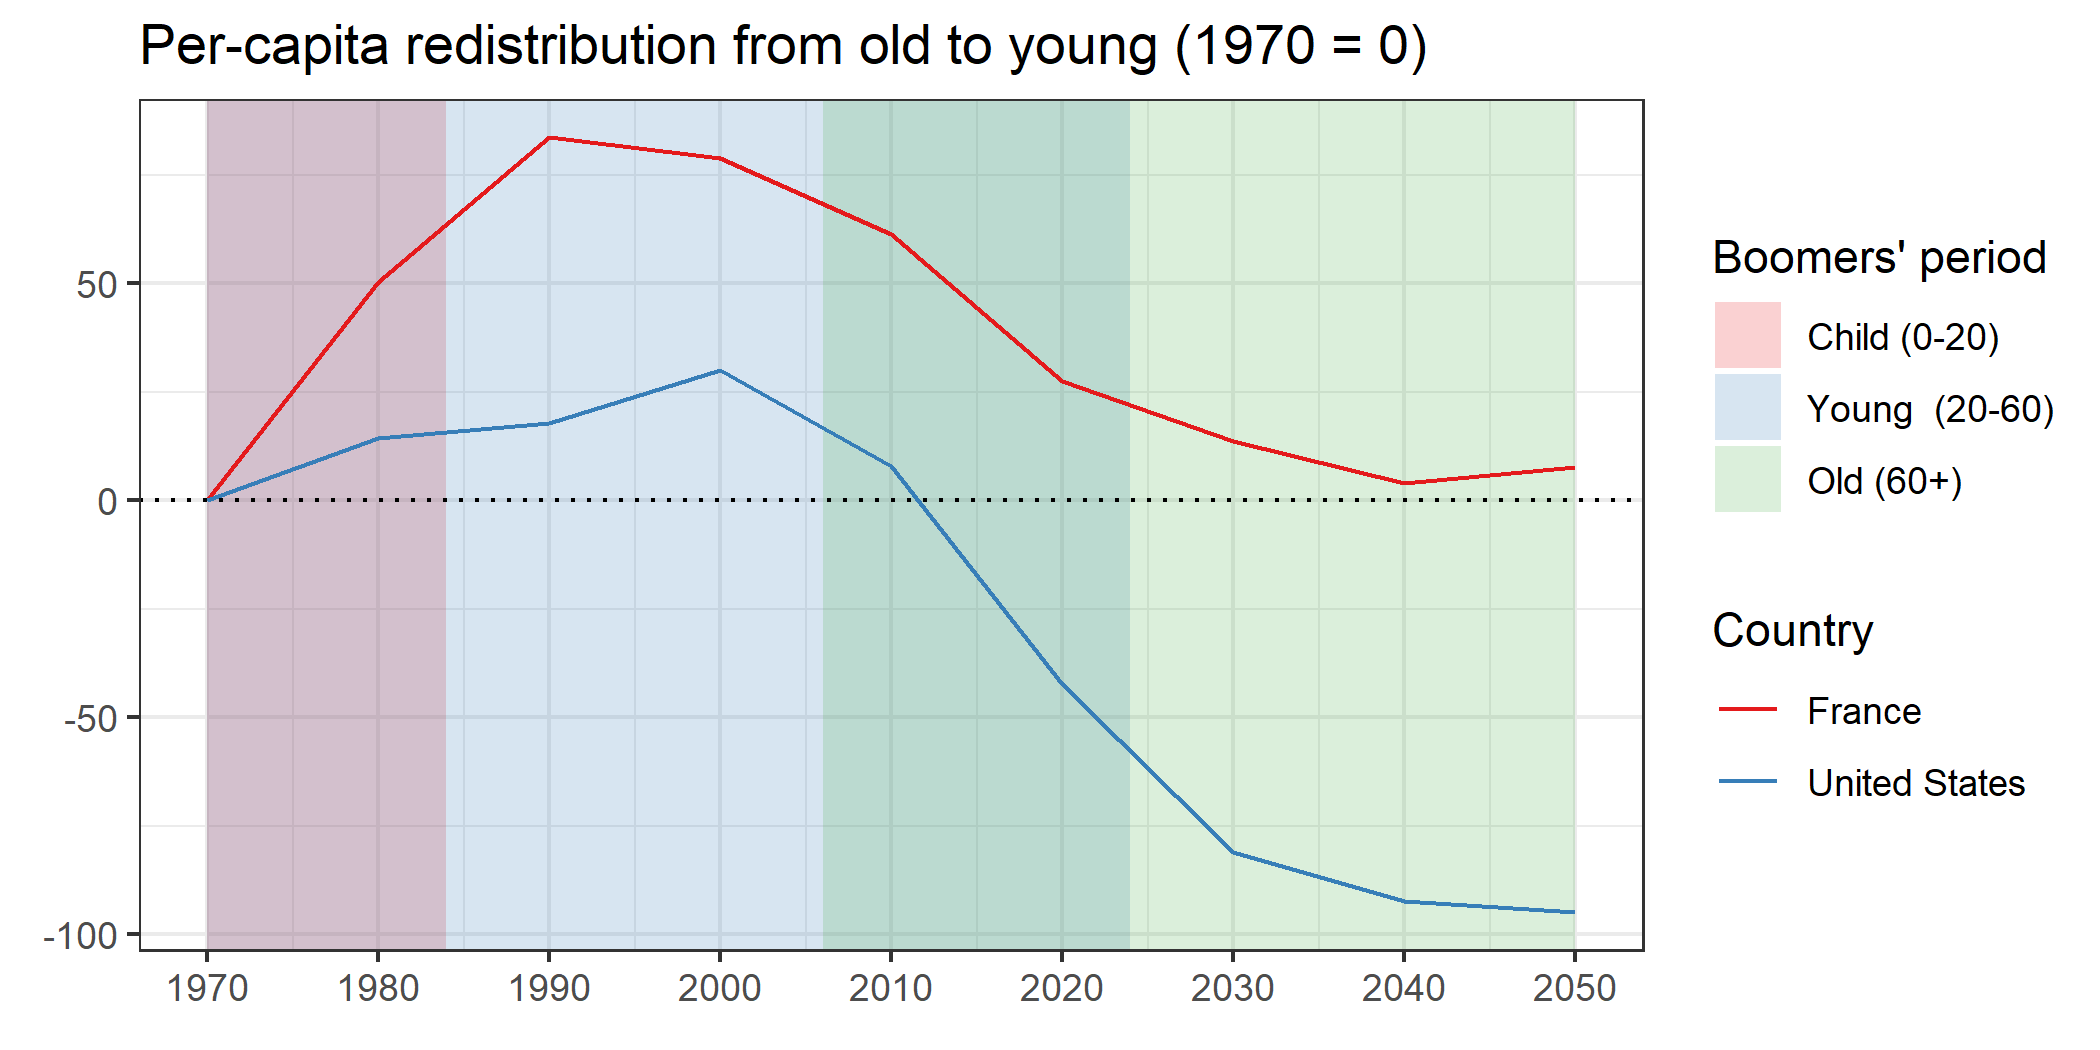 Per-capita redistribution from old to young (1970 = 0)
50
0
-50
-100
1970 1980 1990 2000 2010 2020 2030 2040 2050
Boomers' period
Child (0-20)
Young  (20-60)
Old (60+)
Country
France
United States